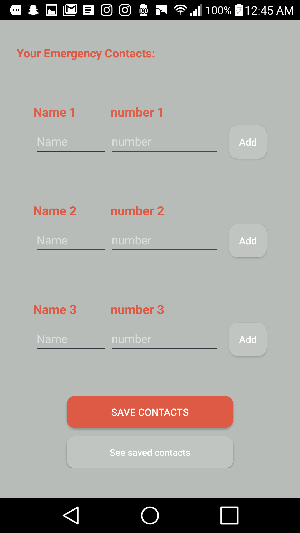 100% 12:45 AM
Your Emergency Contacts:
Name 1 number 1
Name number Add
Name 2 number 2
Name number Add
Name 3 number 3
Name number Add
SAVE CONTACTS
See saved contacts